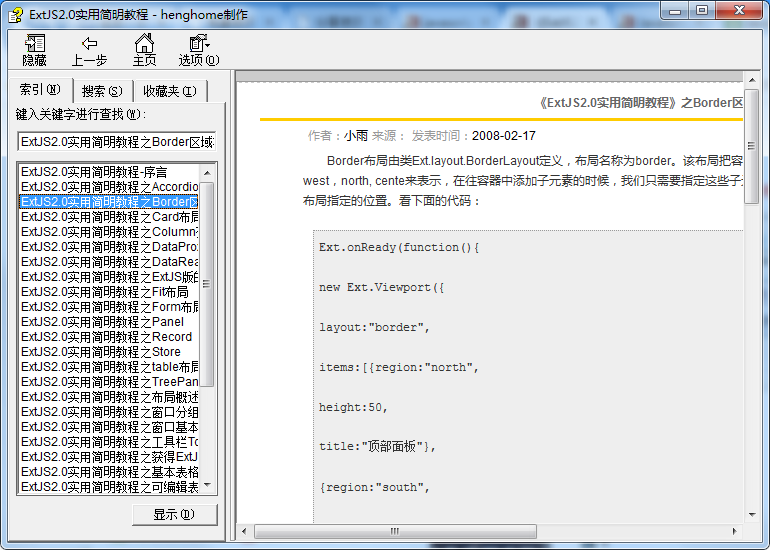 ExtJS2.0实用简明教程 - henghome制作
隐藏 上一步 主页 选项(O)
索引(N) 搜索(S) 收藏夹(I)
键入关键字进行查找(W):
ExtJS2.0实用简明教程之Border区域
ExtJS2.0实用简明教程-序言
ExtJS2.0实用简明教程之Accordio
ExtJS2.0实用简明教程之Border区
ExtJS2.0实用简明教程之Card布局
ExtJS2.0实用简明教程之Column
ExtJS2.0实用简明教程之DataPro
ExtJS2.0实用简明教程之DataRea
ExtJS2.0实用简明教程之ExtJS版的
ExtJS2.0实用简明教程之Fit布局
ExtJS2.0实用简明教程之Form布局
ExtJS2.0实用简明教程之Panel
ExtJS2.0实用简明教程之Record
ExtJS2.0实用简明教程之Store
ExtJS2.0实用简明教程之table布局
ExtJS2.0实用简明教程之TreePan
ExtJS2.0实用简明教程之布局概述
ExtJS2.0实用简明教程之窗口分组
ExtJS2.0实用简明教程之窗口基本
ExtJS2.0实用简明教程之工具栏To
ExtJS2.0实用简明教程之获得ExtJ
ExtJS2.0实用简明教程之基本表格
ExtJS2.0实用简明教程之可编辑表
显示(D)
《ExtJS2.0实用简明教程》之Border区
作者：小雨 来源： 发表时间：2008-02-17
Border布局由类Ext.layout.BorderLayout定义，布局名称为border。该布局把容
west，north, cente来表示，在往容器中添加子元素的时候，我们只需要指定这些子
布局指定的位置。看下面的代码：
Ext.onReady(function(){
new Ext.Viewport({
layout:"border",
items:[{region:"north",
height:50,
title:"顶部面板"},
{region:"south",